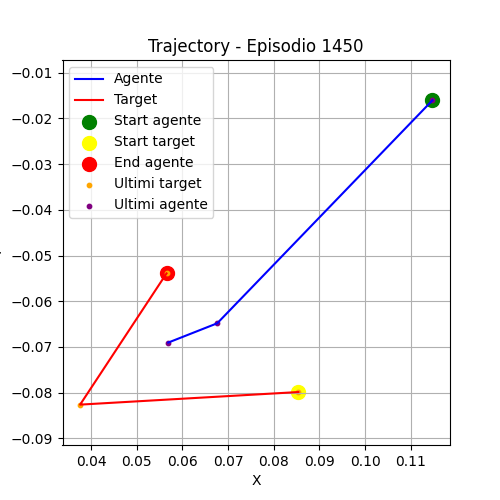 Trajectory - Episodio 1450
−0.01
−0.02
−0.03
−0.04
−0.05
−0.06
−0.07
−0.08
−0.09
Agente
Target
Start agente
Start target
End agente
Ultimi target
Ultimi agente
0.04 0.05 0.06 0.07 0.08 0.09 0.10 0.11
X